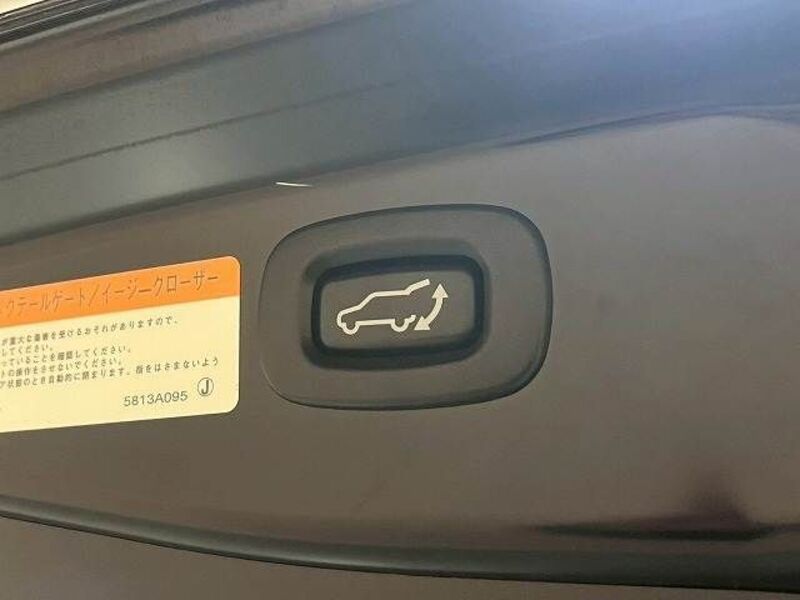 クテールゲート/イージークローザー
が重大な傷害を受けるおそれがありますので、
してください。
っていることを確認してください。
トの操作をさせないでください。
ア状態のとき自動的に閉まります。指をはさまないよう
5813A095 J